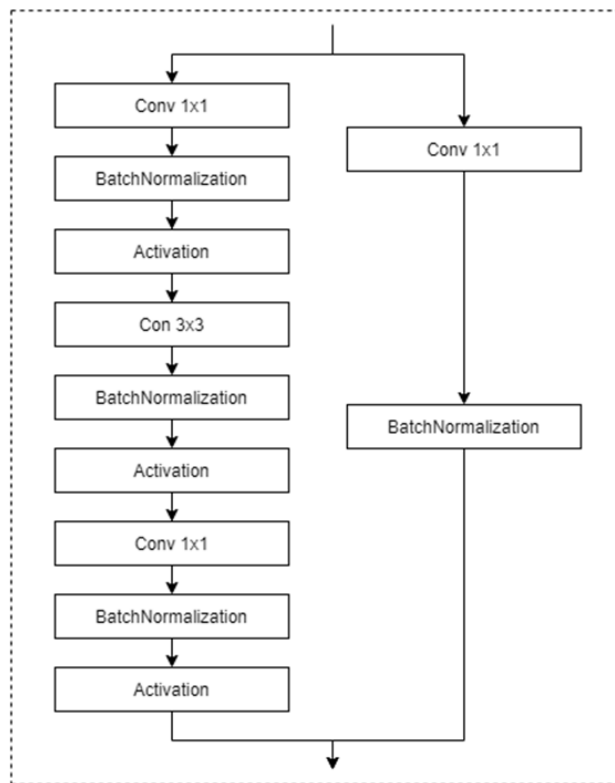 Conv 1x1
BatchNormalization
Activation
Con 3x3
BatchNormalization
Activation
Conv 1x1
BatchNormalization
Activation
Conv 1x1
BatchNormalization